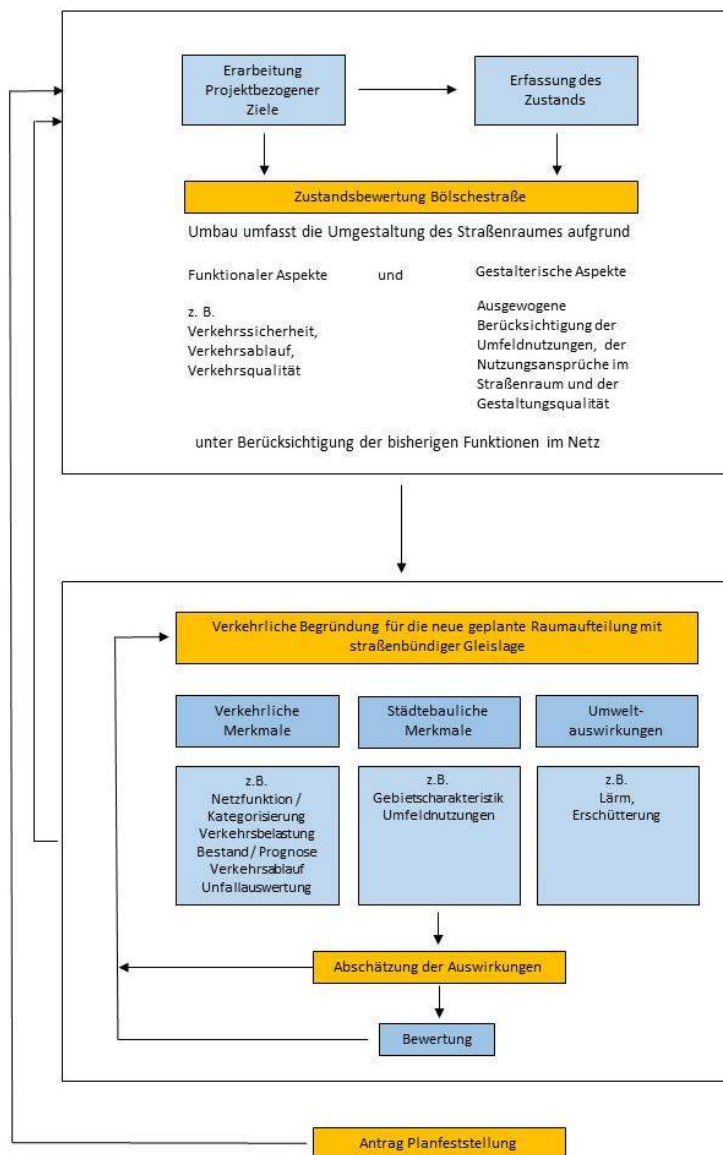 Erarbeitung
Projektbezogener
Ziele
Erfassung des
Zustands
Zustandsbewertung Bölschestraße
Umbau umfasst die Umgestaltung des Straßenraumes aufgrund
Funktionaler Aspekte und Gestalterische Aspekte
z. B.
Verkehrssicherheit,
Verkehrsablauf,
Verkehrsqualität
Ausgewogene
Berücksichtigung der
Umfeldnutzungen, der
Nutzungsansprüche im
Straßenraum und der
Gestaltungsqualität
unter Berücksichtigung der bisherigen Funktionen im Netz
Verkehrliche Begründung für die neue geplante Raumaufteilung mit
straßenbündiger Gleislage
Verkehrliche
Merkmale
Städtebauliche
Merkmale
Umwelt-
auswirkungen
z.B.
Netzfunktion /
Kategorisierung
Verkehrsbelastung
Bestand / Prognose
Verkehrsablauf
Unfallauswertung
z.B.
Gebietscharakteristik
Umfeldnutzungen
z.B.
Lärm,
Erschütterung
Abschätzung der Auswirkungen
Bewertung
Antrag Planfeststellung